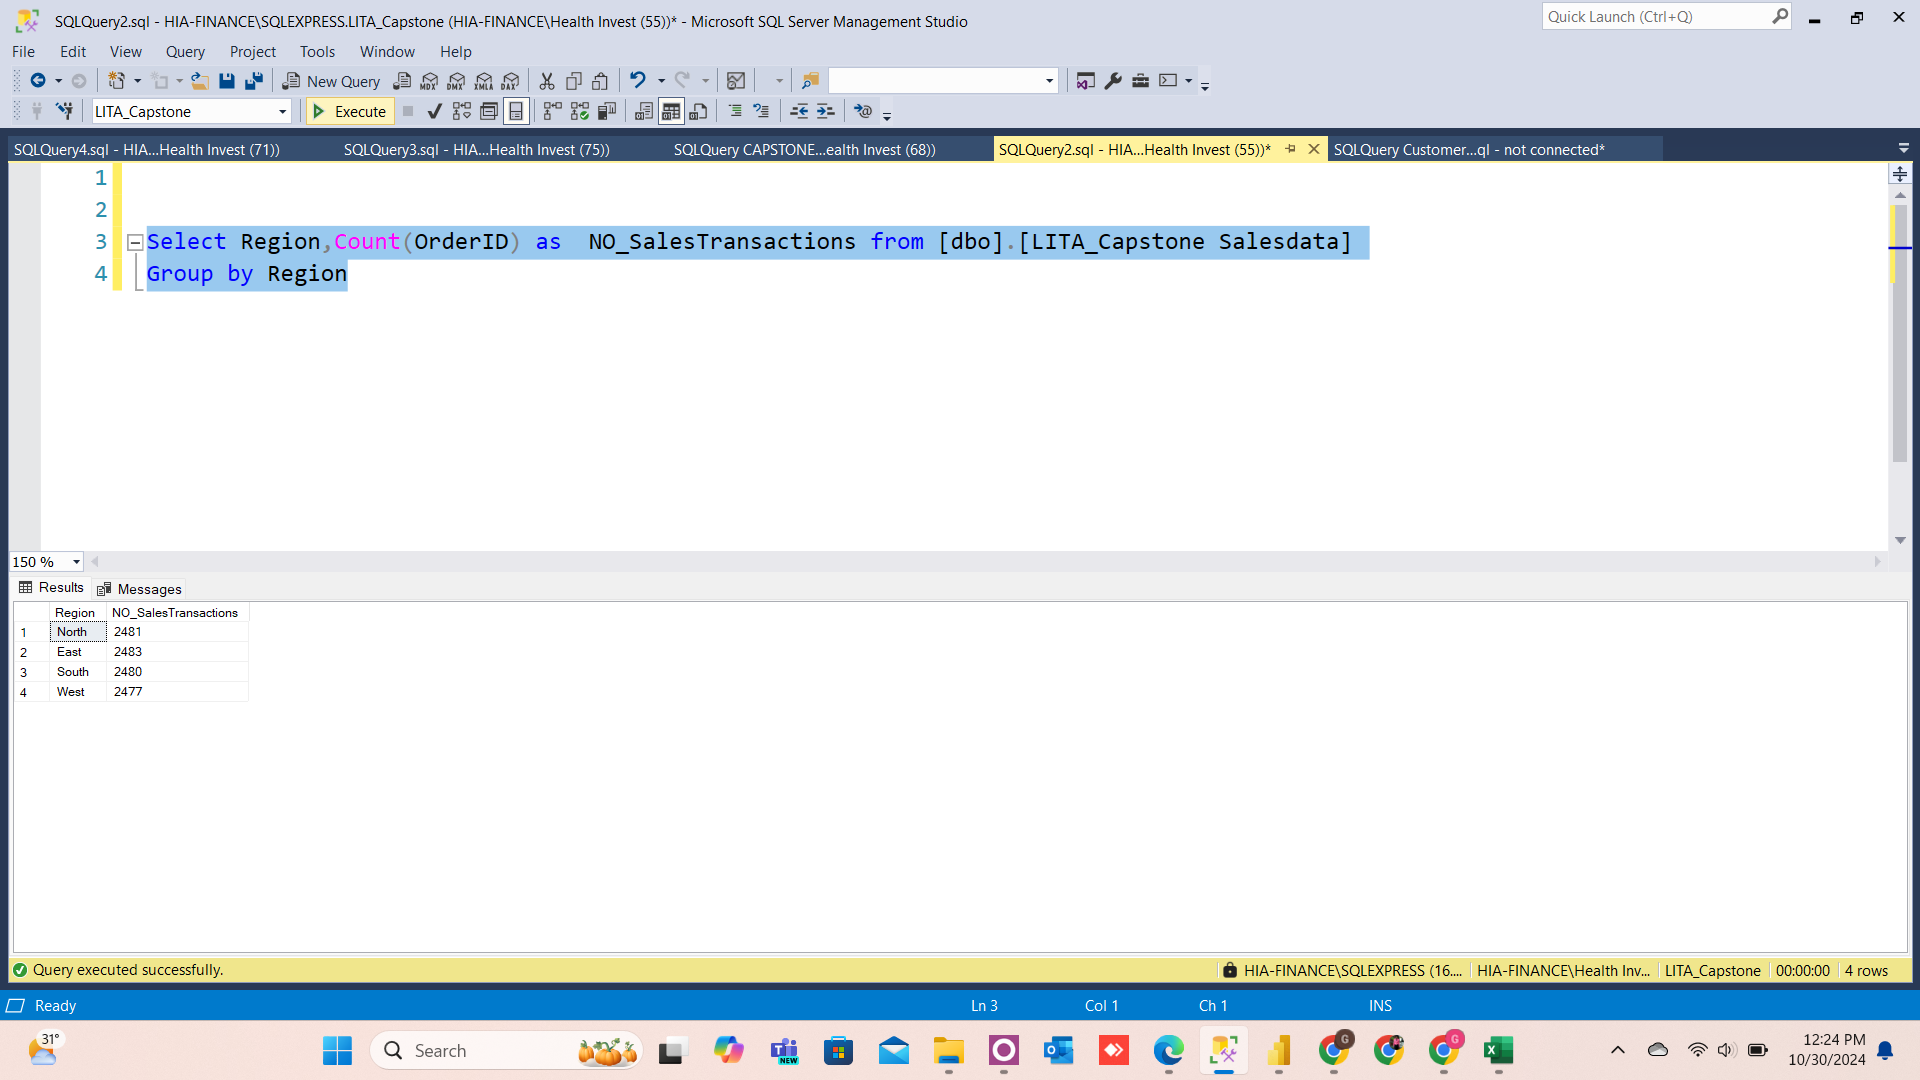 SQLQuery2.sql - HIA-FINANCE\SQLEXPRESS.LITA_Capstone (HIA-FINANCE\Health Invest (55))* - Microsoft SQL Server Management Studio
Quick Launch (Ctrl+Q)
File Edit View Query Project Tools Window Help
New Query MDX DMX XMLA DAX
LITA_Capstone Execute
SQLQuery4.sql - HIA...Health Invest (71)) SQLQuery3.sql - HIA...Health Invest (75)) SQLQuery CAPSTONE...ealth Invest (68)) SQLQuery2.sql - HIA...Health Invest (55))* SQLQuery Customer...ql - not connected*
1
2
3 Select Region,Count(OrderID) as  NO_SalesTransactions from [dbo].[LITA_Capstone Salesdata]
4 Group by Region
150 %
Results Messages
Region NO_SalesTransactions
1 North 2481
2 East 2483
3 South 2480
4 West 2477
Query executed successfully. HIA-FINANCE\SQLEXPRESS (16.... HIA-FINANCE\Health Inv... LITA_Capstone 00:00:00 4 rows
Ready Ln 3 Col 1 Ch 1 INS
31°
Search
NEW
12:24 PM
10/30/2024